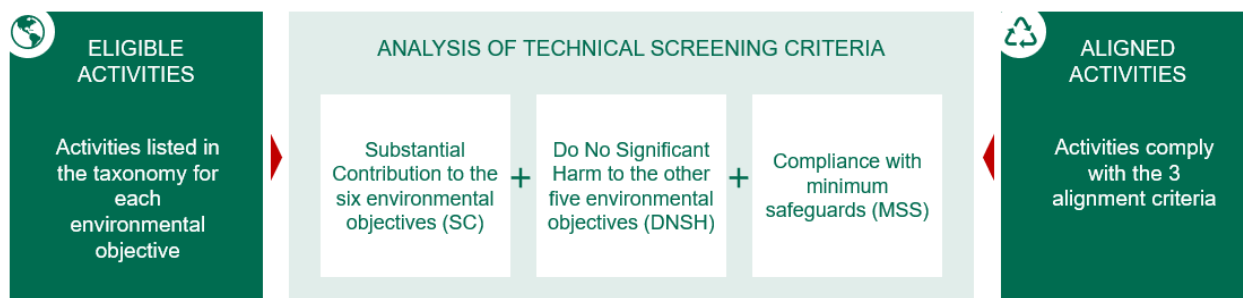 ELIGIBLE
ACTIVITIES
Activities listed in
the taxonomy for
each
environmental
objective
ANALYSIS OF TECHNICAL SCREENING CRITERIA
Substantial
Contribution to the
six environmental
objectives (SC)
+
Do No Significant
Harm to the other
five environmental
objectives (DNSH)
+
Compliance with
minimum
safeguards (MSS)
ALIGNED
ACTIVITIES
Activities comply
with the 3
alignment criteria